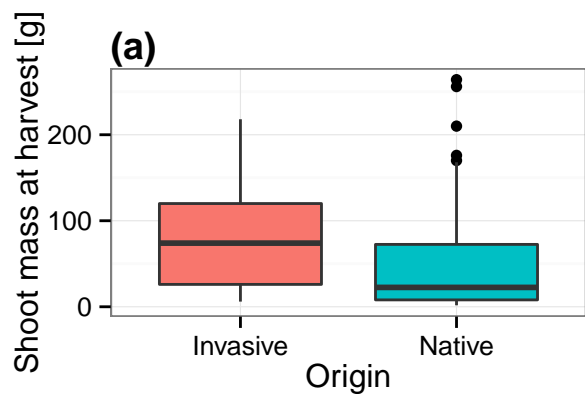 (a)
Shoot mass at harvest [g]
200
100
0
Invasive
Native
Origin